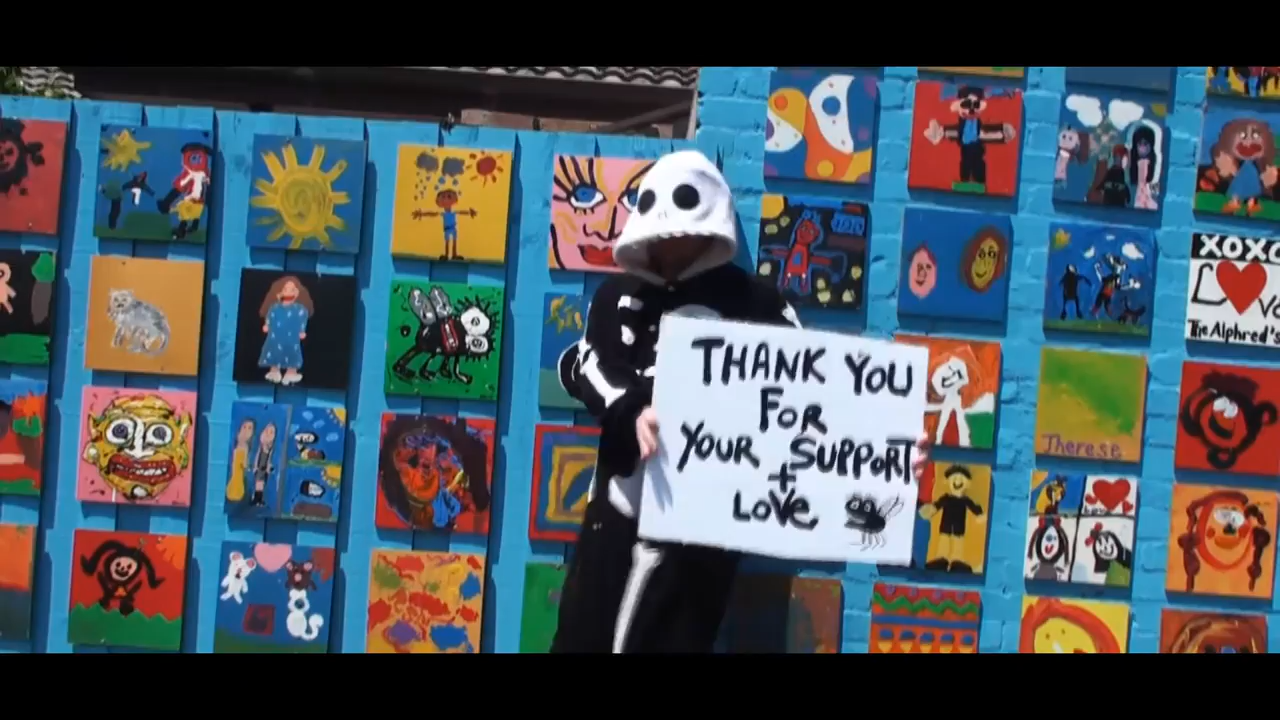 THANK YOU
FOR
YOUR SUPPORT
+
LOVE
XOXO
LOVE
The Alphred's
Therese